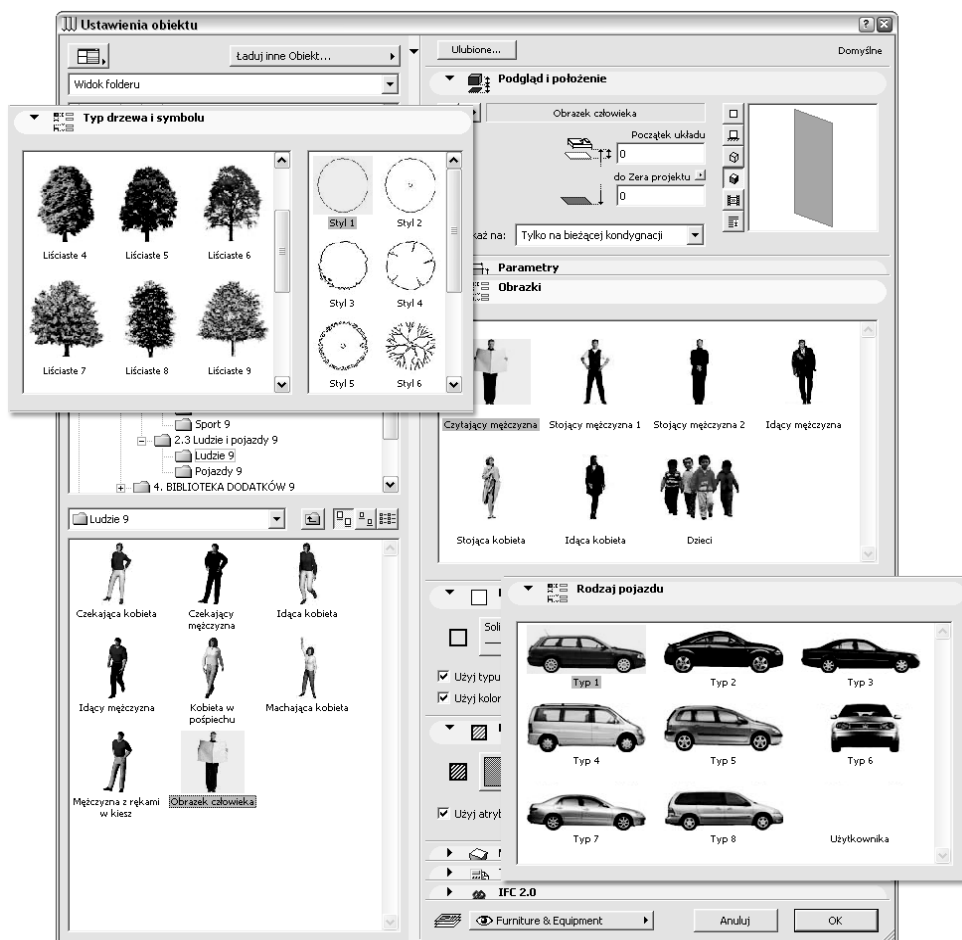 Ustawienia obiektu
Ładuj inne Obiekt...
Widok folderu
Typ drzewa i symbolu
Liściaste 4
Liściaste 5
Liściaste 6
Liściaste 7
Liściaste 8
Liściaste 9
Styl 1
Styl 2
Styl 3
Styl 4
Styl 5
Styl 6
Sport 9
2.3 Ludzie i pojazdy 9
Ludzie 9
Pojazdy 9
4. BIBLIOTEKA DODATKÓW 9
Ludzie 9
Czekająca kobieta
Czekający
mężczyzna
Idąca kobieta
Idący mężczyzna
Kobieta w
pośpiechu
Machająca kobieta
Mężczyzna z rękami
w kiesz
Obrazek człowieka
Ulubione...
Domyślne
Podgląd i położenie
Obrazek człowieka
Początek układu
0
do Zera projektu
0
na:
Tylko na bieżącej kondygnacji
Parametry
Obrazki
Czytający mężczyzna
Stojący mężczyzna 1
Stojący mężczyzna 2
Idący mężczyzna
Stojąca kobieta
Idąca kobieta
Dzieci
Soli
Użyj typu
Użyj kolor
Użyj atryb
Rodzaj pojazdu
Typ 1
Typ 2
Typ 3
Typ 4
Typ 5
Typ 6
Typ 7
Typ 8
Użytkownika
IFC 2.0
Furniture & Equipment
Anuluj
OK